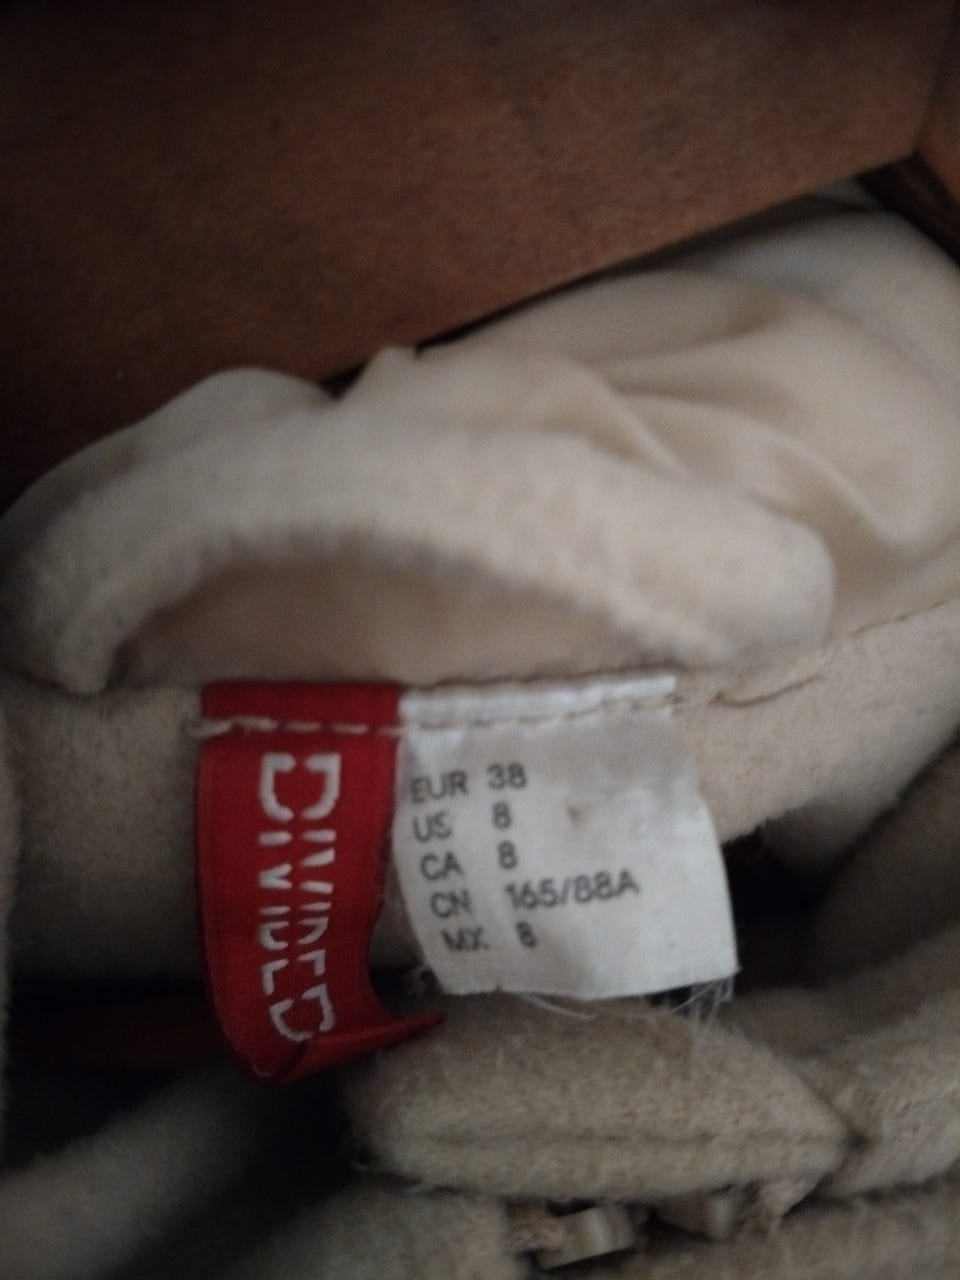 DIVIDED
EUR 38
US 8
CA 8
CN 165/88A
MX 8